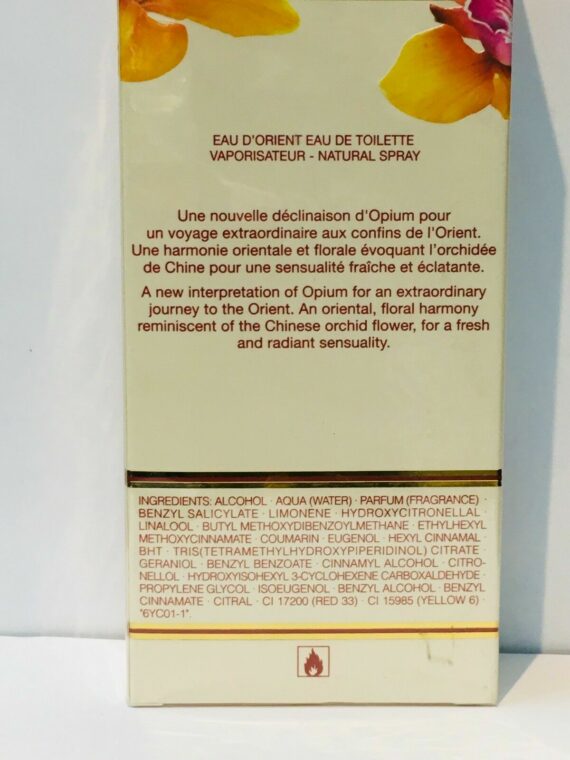 EAU D'ORIENT EAU DE TOILETTE
VAPORISATEUR - NATURAL SPRAY
Une nouvelle déclinaison d'Opium pour
un voyage extraordinaire aux confins de l'Orient.
Une harmonie orientale et florale évoquant l'orchidée
de Chine pour une sensualité fraîche et éclatante.
A new interpretation of Opium for an extraordinary
journey to the Orient. An oriental, floral harmony
reminiscent of the Chinese orchid flower, for a fresh
and radiant sensuality.
INGREDIENTS: ALCOHOL · AQUA (WATER) · PARFUM (FRAGRANCE) ·
BENZYL SALICYLATE · LIMONENE · HYDROXYCITRONELLAL ·
LINALOOL · BUTYL METHOXYDIBENZOYLMETHANE · ETHYLHEXYL
METHOXYCINNAMATE · COUMARIN · EUGENOL · HEXYL CINNAMAL ·
BHT · TRIS(TETRAMETHYLHYDROXYPIPERIDINOL) CITRATE ·
GERANIOL · BENZYL BENZOATE · CINNAMYL ALCOHOL · CITRO-
NELLOL · HYDROXYISOHEXYL 3-CYCLOHEXENE CARBOXALDEHYDE ·
PROPYLENE GLYCOL · ISOEUGENOL · BENZYL ALCOHOL · BENZYL
CINNAMATE · CITRAL · CI 17200 (RED 33) · CI 15985 (YELLOW 6) ·
"6YC01-1".